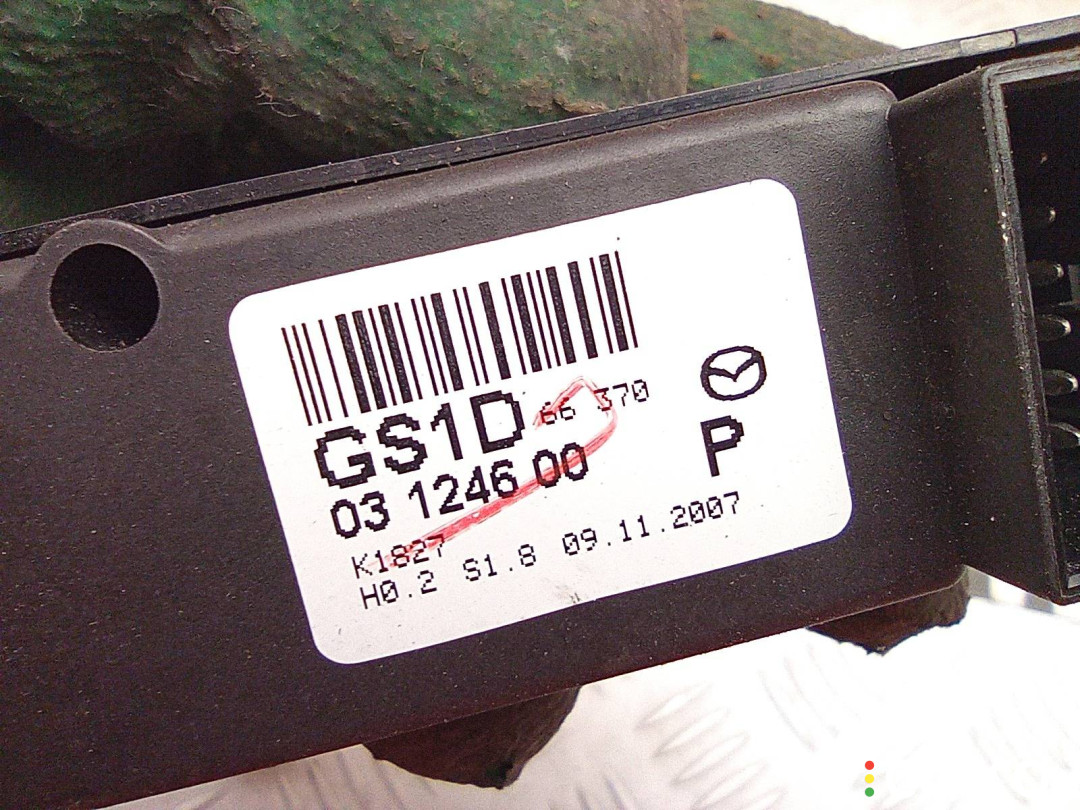 GS1D 66 370
03 1246 00
P
K1827
H0.2 S1.8 09.11.2007